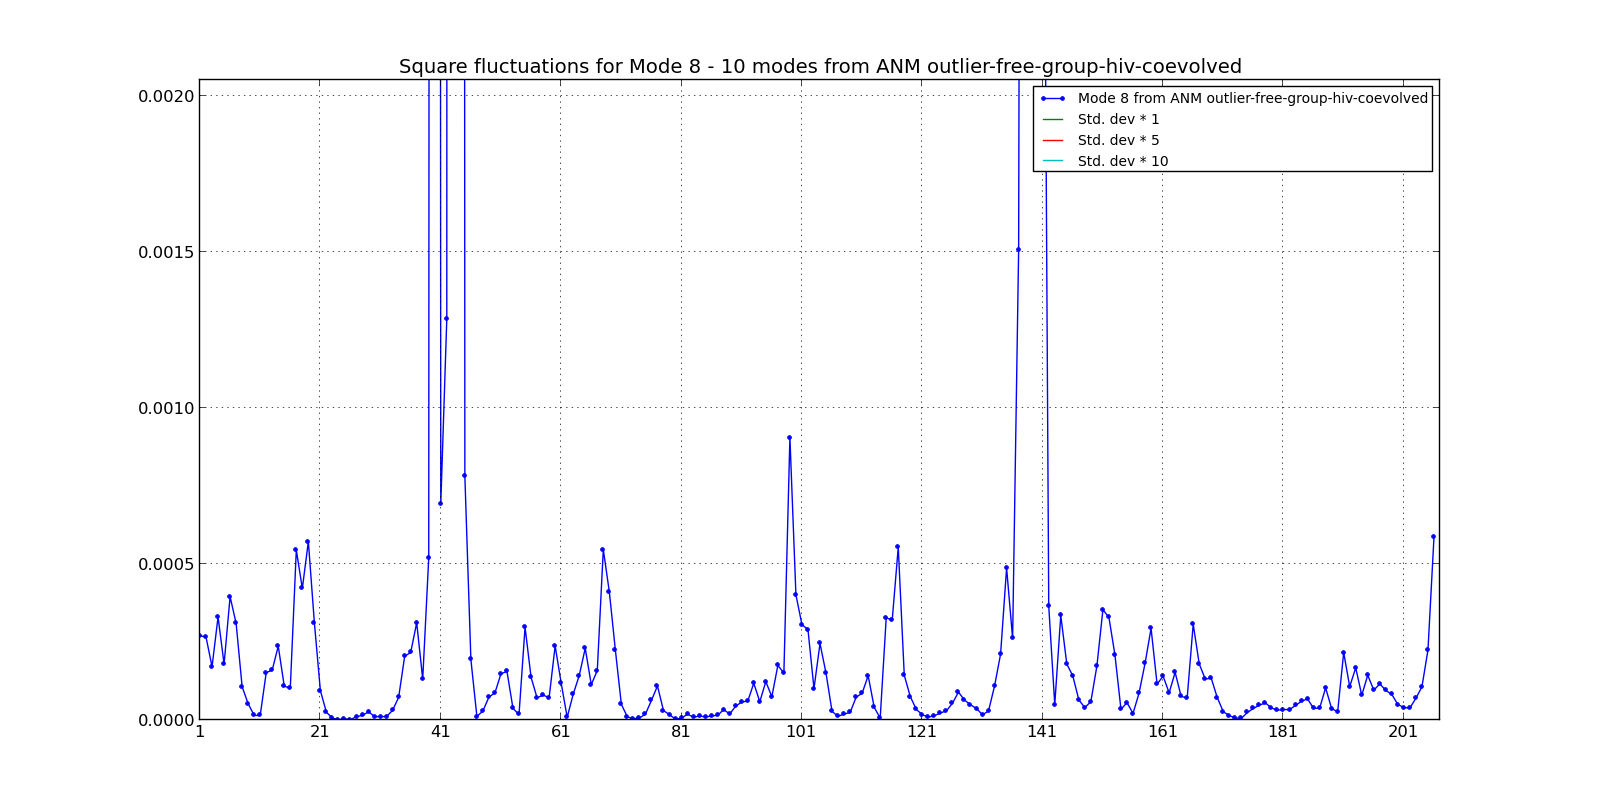 Square fluctuations for Mode 8 - 10 modes from ANM outlier-free-group-hiv-coevolved
0.0020
0.0015
0.0010
0.0005
0.0000
Mode 8 from ANM outlier-free-group-hiv-coevolved
Std. dev * 1
Std. dev * 5
Std. dev * 10
1 21 41 61 81 101 121 141 161 181 201